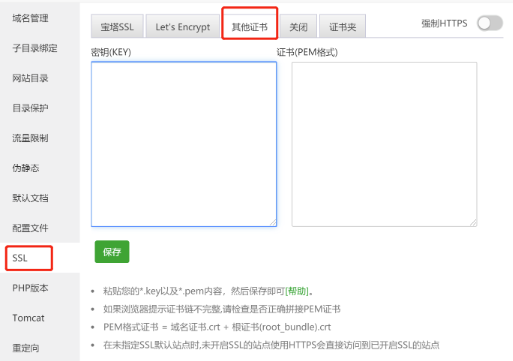 域名管理
子目录绑定
网站目录
目录保护
流量限制
伪静态
默认文档
配置文件
SSL
PHP版本
Tomcat
重定向
宝塔SSL Let's Encrypt 其他证书 关闭 证书夹 强制HTTPS
密钥(KEY) 证书(PEM格式)
保存
• 粘贴您的*.key以及*.pem内容，然后保存即可[帮助]。
• 如果浏览器提示证书链不完整,请检查是否正确拼接PEM证书
• PEM格式证书 = 域名证书.crt + 根证书(root_bundle).crt
• 在未指定SSL默认站点时,未开启SSL的站点使用HTTPS会直接访问到已开启SSL的站点